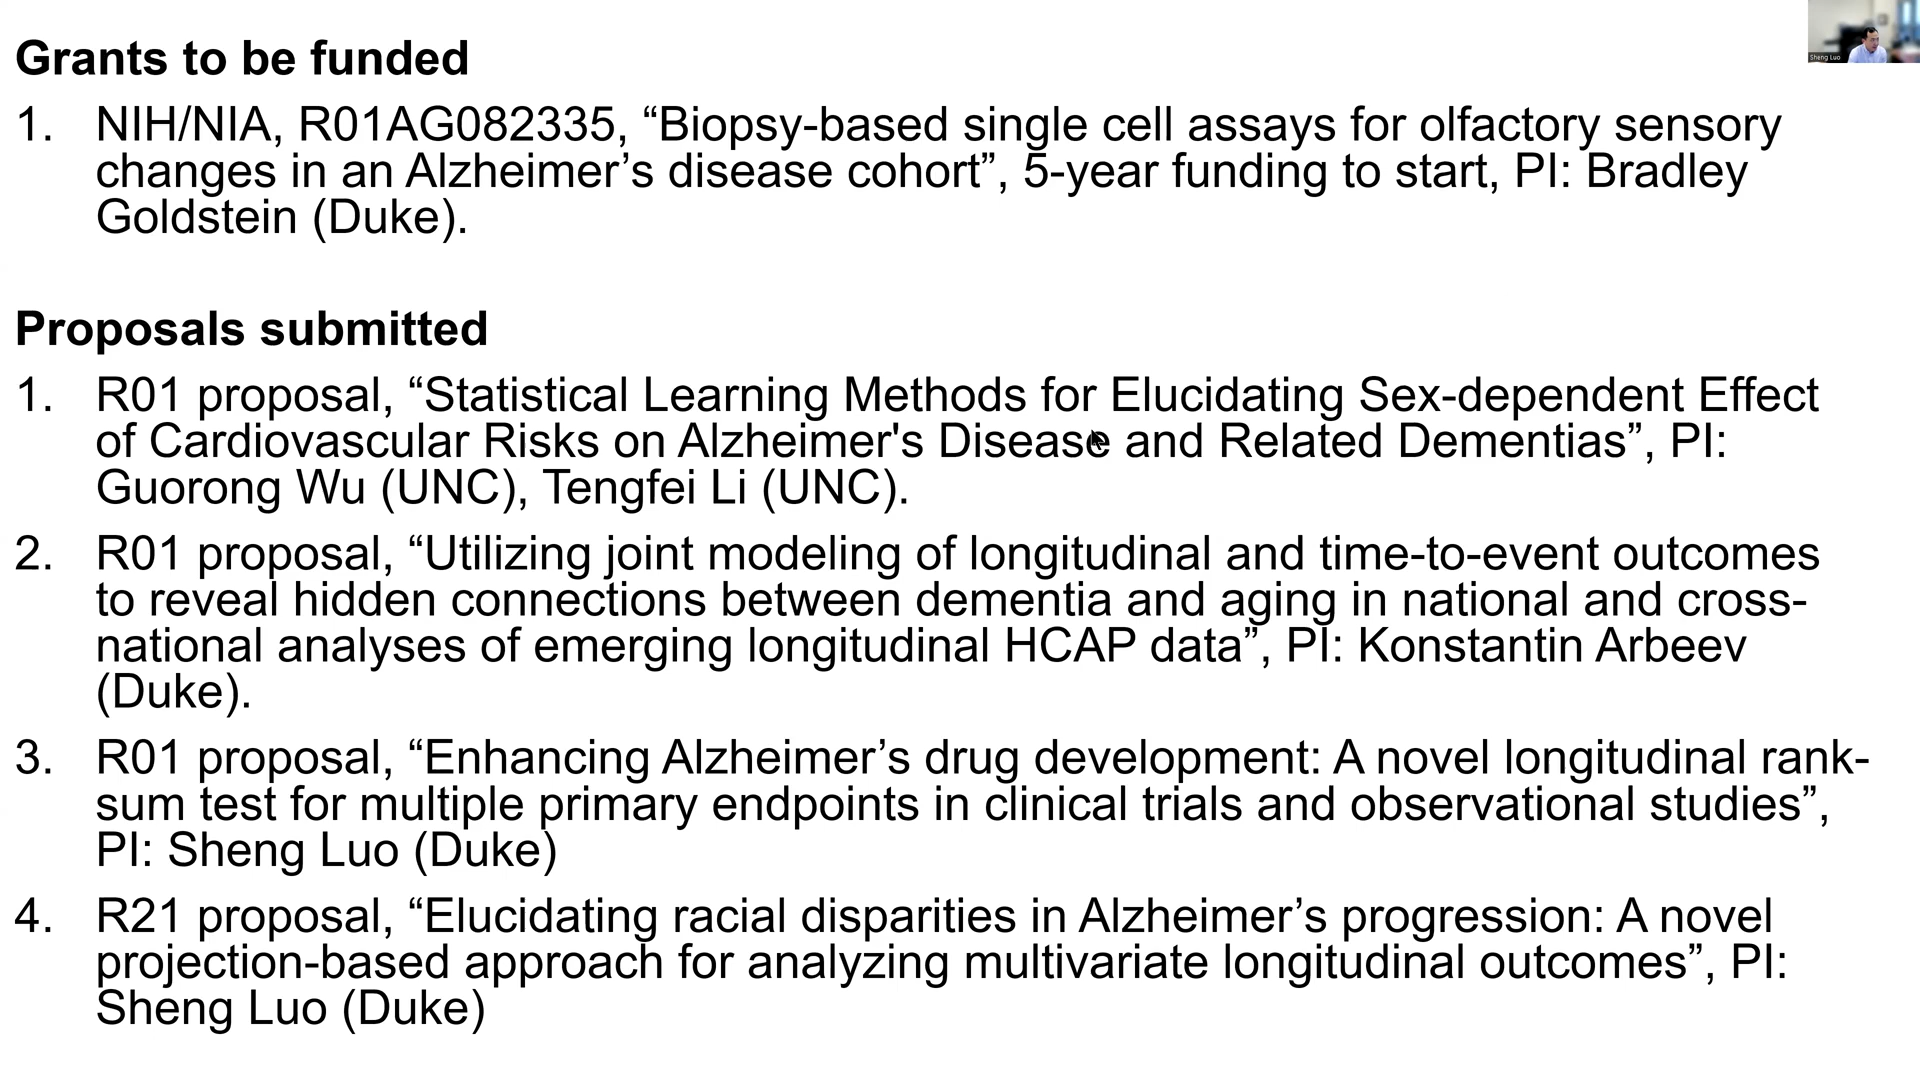 Grants to be funded
Sheng Luo
1. NIH/NIA, R01AG082335, “Biopsy-based single cell assays for olfactory sensory
changes in an Alzheimer’s disease cohort”, 5-year funding to start, PI: Bradley
Goldstein (Duke).
Proposals submitted
1. R01 proposal, “Statistical Learning Methods for Elucidating Sex-dependent Effect
of Cardiovascular Risks on Alzheimer's Disease and Related Dementias”, PI:
Guorong Wu (UNC), Tengfei Li (UNC).
2. R01 proposal, “Utilizing joint modeling of longitudinal and time-to-event outcomes
to reveal hidden connections between dementia and aging in national and cross-
national analyses of emerging longitudinal HCAP data”, PI: Konstantin Arbeev
(Duke).
3. R01 proposal, “Enhancing Alzheimer’s drug development: A novel longitudinal rank-
sum test for multiple primary endpoints in clinical trials and observational studies”,
PI: Sheng Luo (Duke)
4. R21 proposal, “Elucidating racial disparities in Alzheimer’s progression: A novel
projection-based approach for analyzing multivariate longitudinal outcomes”, PI:
Sheng Luo (Duke)